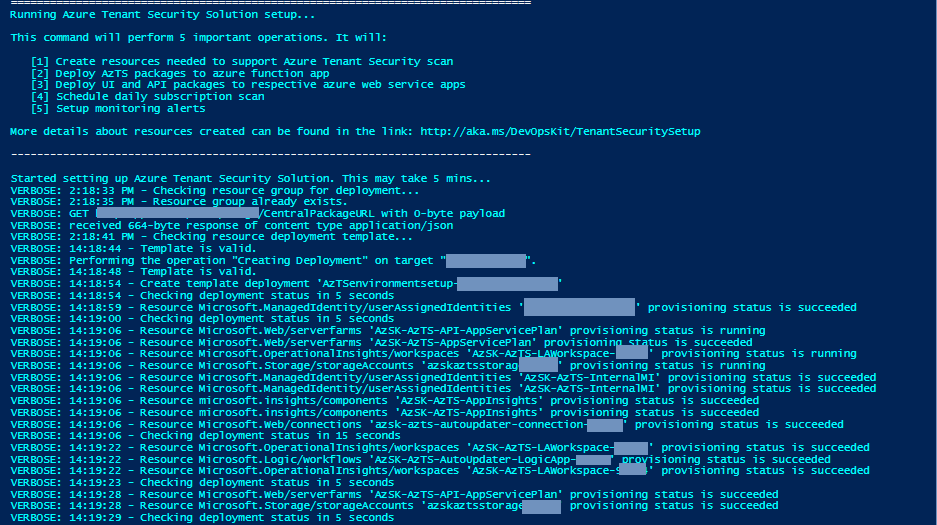 ================================================================================
Running Azure Tenant Security Solution setup...
This command will perform 5 important operations. It will:
[1] Create resources needed to support Azure Tenant Security scan
[2] Deploy AzTS packages to azure function app
[3] Deploy UI and API packages to respective azure web service apps
[4] Schedule daily subscription scan
[5] Setup monitoring alerts
More details about resources created can be found in the link: http://aka.ms/DevOpsKit/TenantSecuritySetup
--------------------------------------------------------------------------------
Started setting up Azure Tenant Security Solution. This may take 5 mins...
VERBOSE: 2:18:33 PM - Checking resource group for deployment...
VERBOSE: 2:18:35 PM - Resource group already exists.
VERBOSE: GET /CentralPackageURL with 0-byte payload
VERBOSE: received 664-byte response of content type application/json
VERBOSE: 2:18:41 PM - Checking resource deployment template...
VERBOSE: 14:18:44 - Template is valid.
VERBOSE: Performing the operation "Creating Deployment" on target "".
VERBOSE: 14:18:48 - Template is valid.
VERBOSE: 14:18:54 - Create template deployment 'AzTSenvironmentsetup-'
VERBOSE: 14:18:54 - Checking deployment status in 5 seconds
VERBOSE: 14:18:59 - Resource Microsoft.ManagedIdentity/userAssignedIdentities '' provisioning status is succeeded
VERBOSE: 14:19:00 - Checking deployment status in 5 seconds
VERBOSE: 14:19:06 - Resource Microsoft.Web/serverfarms 'AzSK-AzTS-API-AppServicePlan' provisioning status is running
VERBOSE: 14:19:06 - Resource Microsoft.Web/serverfarms 'AzSK-AzTS-AppServicePlan' provisioning status is succeeded
VERBOSE: 14:19:06 - Resource Microsoft.OperationalInsights/workspaces 'AzSK-AzTS-LAWorkspace-' provisioning status is running
VERBOSE: 14:19:06 - Resource Microsoft.Storage/storageAccounts 'azskaztsstorag' provisioning status is running
VERBOSE: 14:19:06 - Resource Microsoft.ManagedIdentity/userAssignedIdentities 'AzSK-AzTS-InternalMI' provisioning status is succeeded
VERBOSE: 14:19:06 - Resource Microsoft.ManagedIdentity/userAssignedIdentities 'AzSK-AzTS-InternalMI' provisioning status is succeeded
VERBOSE: 14:19:06 - Resource microsoft.insights/components 'AzSK-AzTS-AppInsights' provisioning status is succeeded
VERBOSE: 14:19:06 - Resource microsoft.insights/components 'AzSK-AzTS-AppInsights' provisioning status is succeeded
VERBOSE: 14:19:06 - Resource Microsoft.Web/connections 'azsk-azts-autoupdater-connection-' provisioning status is succeeded
VERBOSE: 14:19:06 - Checking deployment status in 15 seconds
VERBOSE: 14:19:22 - Resource Microsoft.OperationalInsights/workspaces 'AzSK-AzTS-LAWorkspace-' provisioning status is succeeded
VERBOSE: 14:19:22 - Resource Microsoft.Logic/workflows 'AzSK-AzTS-AutoUpdater-LogicApp-' provisioning status is succeeded
VERBOSE: 14:19:22 - Resource Microsoft.OperationalInsights/workspaces 'AzSK-AzTS-LAWorkspace-' provisioning status is succeeded
VERBOSE: 14:19:23 - Checking deployment status in 5 seconds
VERBOSE: 14:19:28 - Resource Microsoft.Web/serverfarms 'AzSK-AzTS-API-AppServicePlan' provisioning status is succeeded
VERBOSE: 14:19:28 - Resource Microsoft.Storage/storageAccounts 'azskaztsstorage' provisioning status is succeeded
VERBOSE: 14:19:29 - Checking deployment status in 5 seconds